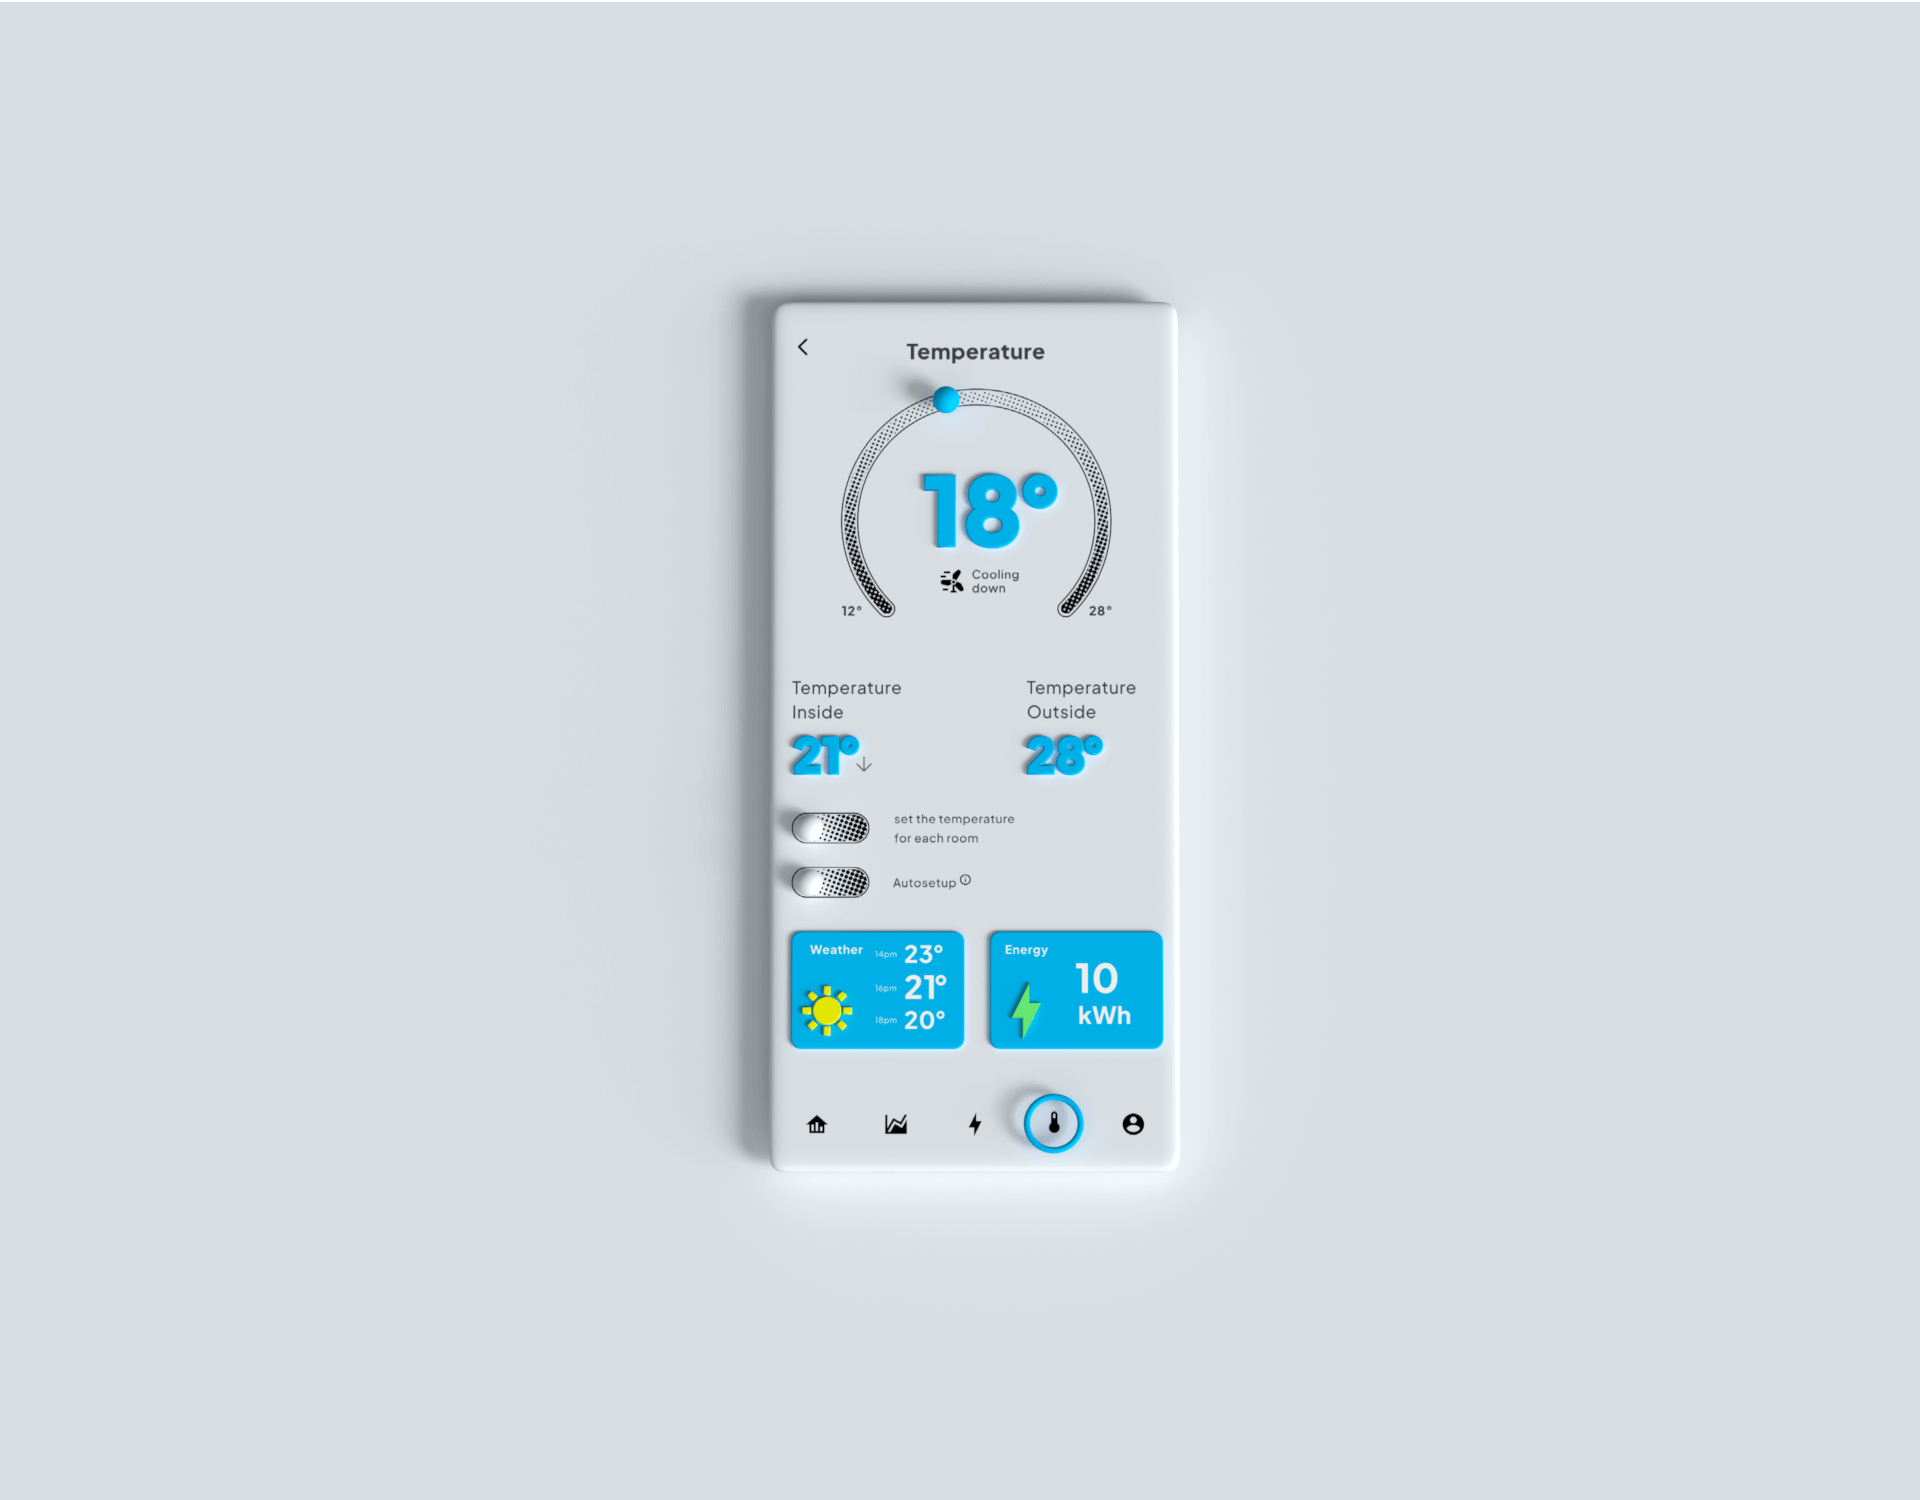 Temperature
18°
Cooling
down
12°
28°
Temperature
Inside
21°
Temperature
Outside
28°
set the temperature
for each room
Autosetup
Weather
14pm 23°
16pm 21°
18pm 20°
Energy
10
kWh